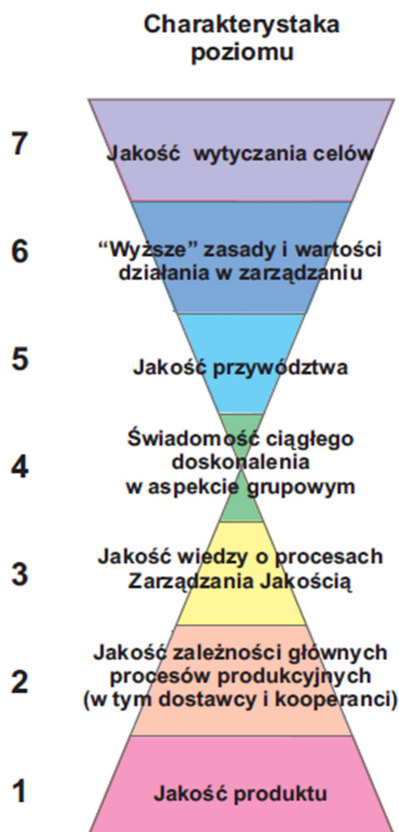 Charakterystaka
poziomu
7
Jakość wytyczania celów
6
“Wyższe” zasady i wartości
działania w zarządzaniu
5
Jakość przywództwa
4
Świadomość ciągłego
doskonalenia
w aspekcie grupowym
3
Jakość wiedzy o procesach
Zarządzania Jakością
2
Jakość zależności głównych
procesów produkcyjnych
(w tym dostawcy i kooperanci)
1
Jakość produktu